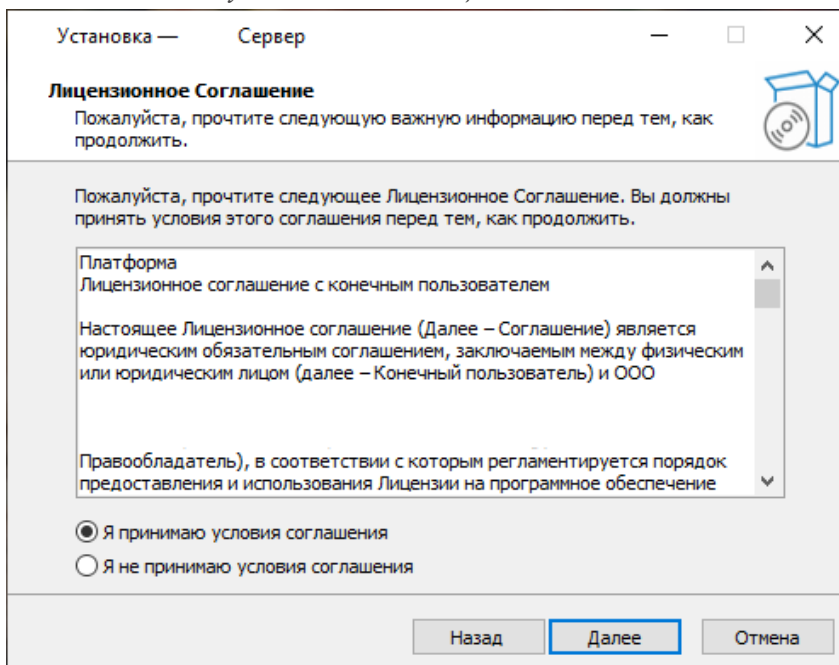 Установка — Сервер
Лицензионное Соглашение
Пожалуйста, прочтите следующую важную информацию перед тем, как
продолжить.
Пожалуйста, прочтите следующее Лицензионное Соглашение. Вы должны
принять условия этого соглашения перед тем, как продолжить.
Платформа
Лицензионное соглашение с конечным пользователем
Настоящее Лицензионное соглашение (Далее – Соглашение) является
юридическим обязательным соглашением, заключаемым между физическим
или юридическим лицом (далее – Конечный пользователь) и ООО
Правообладатель), в соответствии с которым регламентируется порядок
предоставления и использования Лицензии на программное обеспечение
Я принимаю условия соглашения
Я не принимаю условия соглашения
Назад Далее Отмена